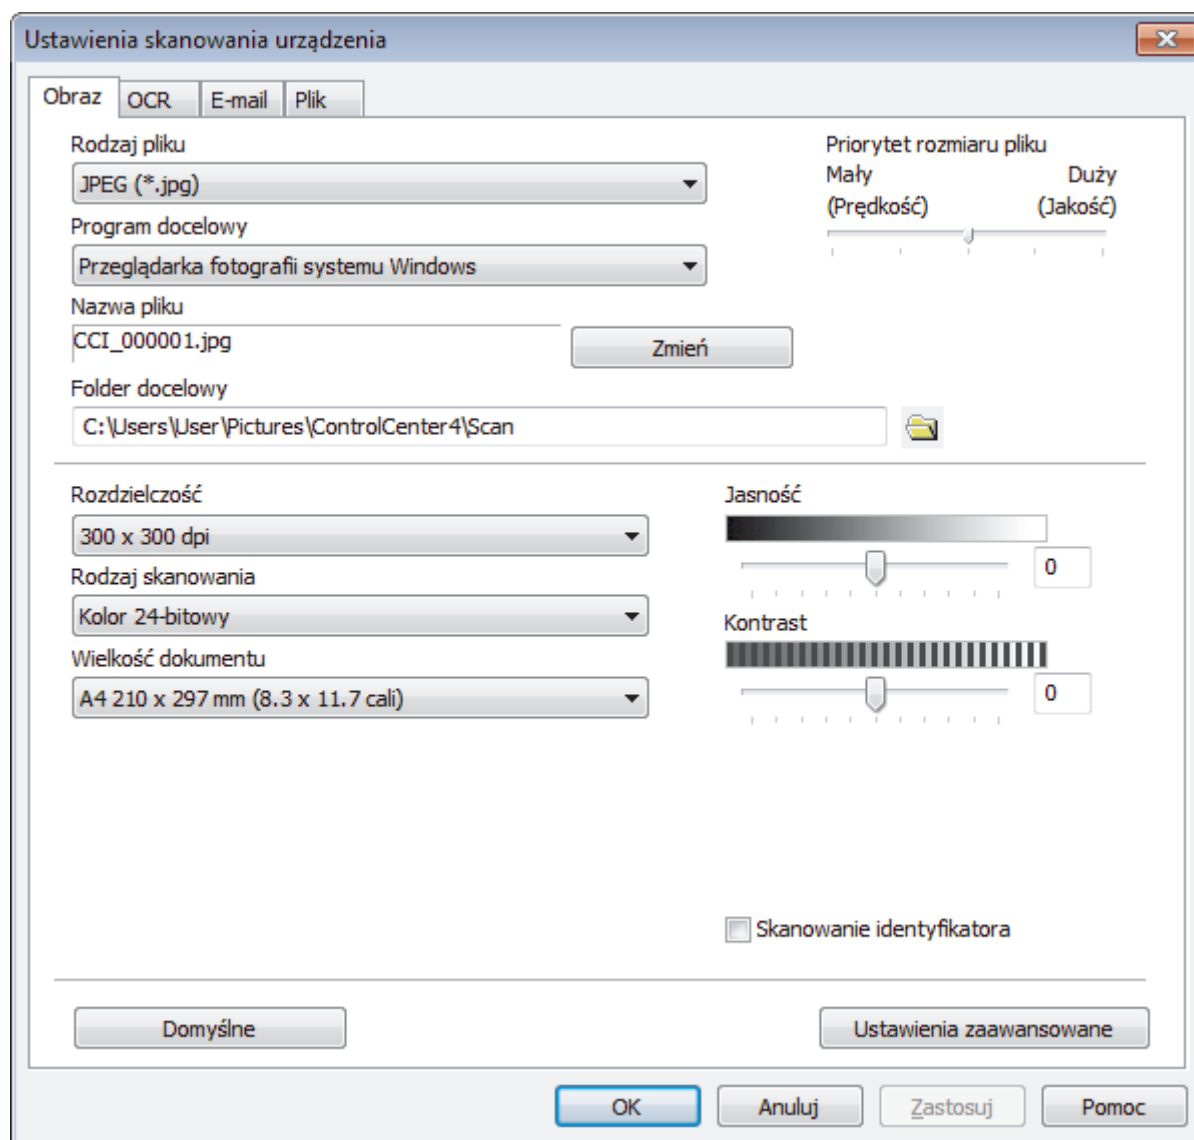 Ustawienia skanowania urządzenia
Obraz OCR E-mail Plik
Rodzaj pliku
JPEG (*.jpg)
Program docelowy
Przeglądarka fotografii systemu Windows
Nazwa pliku
CCI_000001.jpg
Zmień
Folder docelowy
C:\Users\User\Pictures\ControlCenter4\Scan
Priorytet rozmiaru pliku
Mały Duży
(Prędkość) (Jakość)
Rozdzielczość
300 x 300 dpi
Rodzaj skanowania
Kolor 24-bitowy
Wielkość dokumentu
A4 210 x 297 mm (8.3 x 11.7 cali)
Jasność
0
Kontrast
0
Skanowanie identyfikatora
Domyślne Ustawienia zaawansowane
OK Anuluj Zastosuj Pomoc